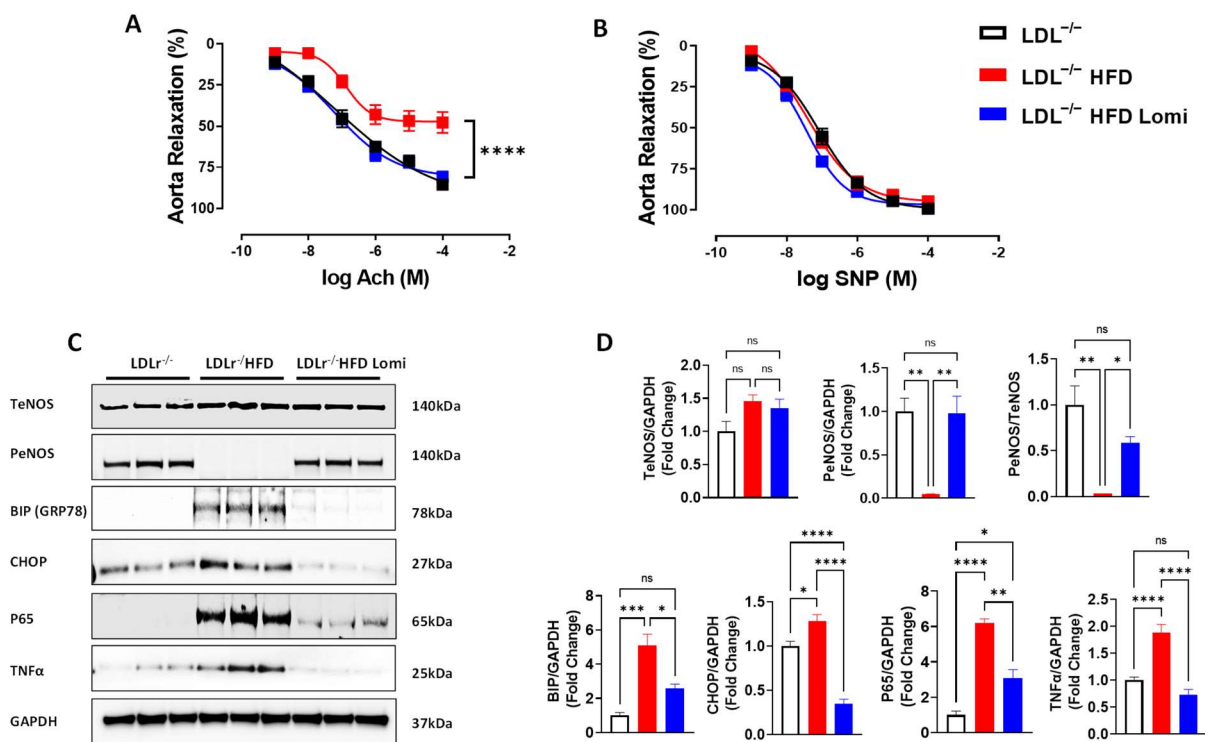 A
Aorta Relaxation (%)
0
25
50
75
100
****
-10
-8
-6
-4
-2
log Ach (M)
B
Aorta Relaxation (%)
0
25
50
75
100
-10
-8
-6
-4
-2
log SNP (M)
LDL⁻/⁻
LDL⁻/⁻ HFD
LDL⁻/⁻ HFD Lomi
C
LDLr⁻/⁻ LDLr⁻/HFD LDLr⁻/⁻HFD Lomi
TeNOS 140kDa
PeNOS 140kDa
BIP (GRP78) 78kDa
CHOP 27kDa
P65 65kDa
TNFα 25kDa
GAPDH 37kDa
D
TeNOS/GAPDH
(Fold Change)
2.0
1.5
1.0
0.5
0.0
ns
ns ns
PeNOS/GAPDH
(Fold Change)
1.5
1.0
0.5
0.0
ns
** **
PeNOS/TeNOS
1.5
1.0
0.5
0.0
ns
** *
BIP/GAPDH
(Fold Change)
8
6
4
2
0
ns
*** *
CHOP/GAPDH
(Fold Change)
1.5
1.0
0.5
0.0
****
****
*
P65/GAPDH
(Fold Change)
8
6
4
2
0
*
****
**
TNFα/GAPDH
(Fold Change)
2.5
2.0
1.5
1.0
0.5
0.0
ns
****
****